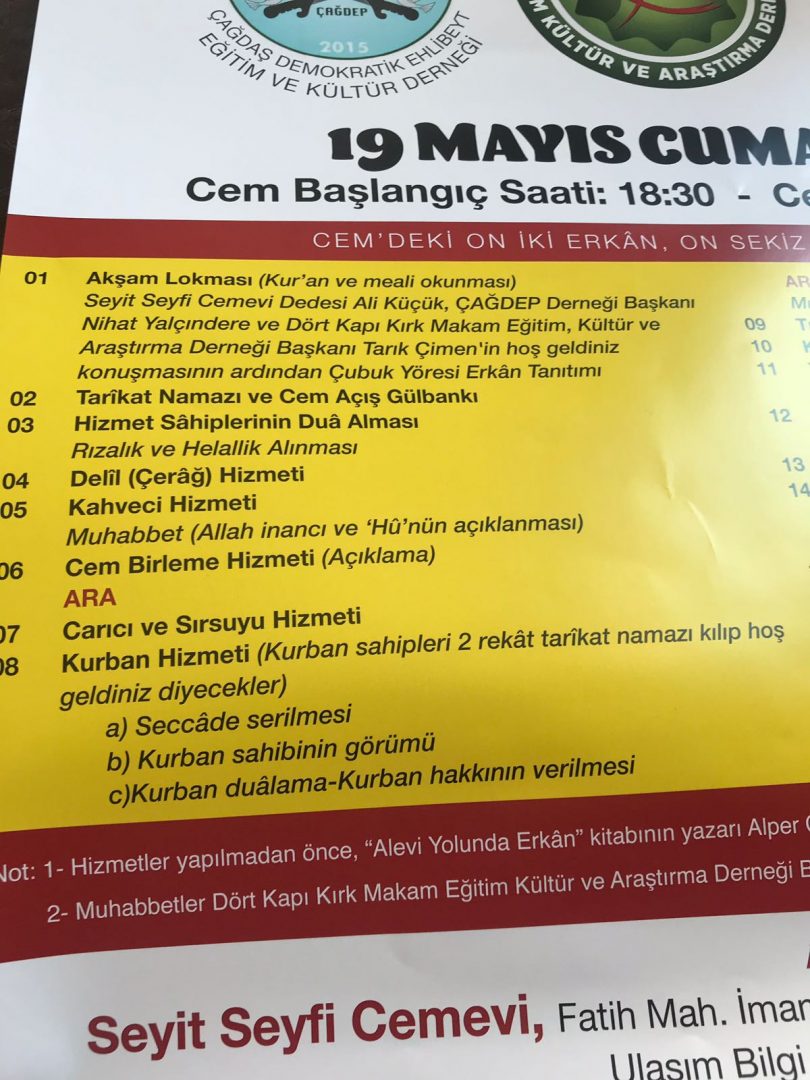 ÇAĞDEP
2015
ÇAĞDAŞ DEMOKRATİK EHLİBEYT
EĞİTİM VE KÜLTÜR DERNEĞİ
KÜLTÜR VE ARAŞTIRMA
19 MAYIS CUMA
Cem Başlangıç Saati: 18:30 -
CEM'DEKİ ON İKİ ERKÂN, ON SEKİZ
01 Akşam Lokması (Kur'an ve meali okunması)
Seyit Seyfi Cemevi Dedesi Ali Küçük, ÇAĞDEP Derneği Başkanı
Nihat Yalçındere ve Dört Kapı Kırk Makam Eğitim, Kültür ve
Araştırma Derneği Başkanı Tarık Çimen'in hoş geldiniz
konuşmasının ardından Çubuk Yöresi Erkân Tanıtımı
02 Tarîkat Namazı ve Cem Açış Gülbankı
03 Hizmet Sâhiplerinin Duâ Alması
Rızalık ve Helallik Alınması
04 Delîl (Çerâğ) Hizmeti
05 Kahveci Hizmeti
Muhabbet (Allah inancı ve 'Hû'nün açıklanması)
06 Cem Birleme Hizmeti (Açıklama)
ARA
07 Carıcı ve Sırsuyu Hizmeti
08 Kurban Hizmeti (Kurban sahipleri 2 rekât tarîkat namazı kılıp hoş
geldiniz diyecekler)
a) Seccâde serilmesi
b) Kurban sahibinin görümü
c)Kurban duâlama-Kurban hakkının verilmesi
09
10
11
12
13
14
Not: 1- Hizmetler yapılmadan önce, "Alevi Yolunda Erkân" kitabının yazarı Alper
2- Muhabbetler Dört Kapı Kırk Makam Eğitim Kültür ve Araştırma Derneği
Seyit Seyfi Cemevi, Fatih Mah. İmam
Ulaşım Bilgi